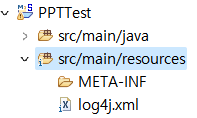 PPTTest
src/main/java
src/main/resources
META-INF
log4j.xml